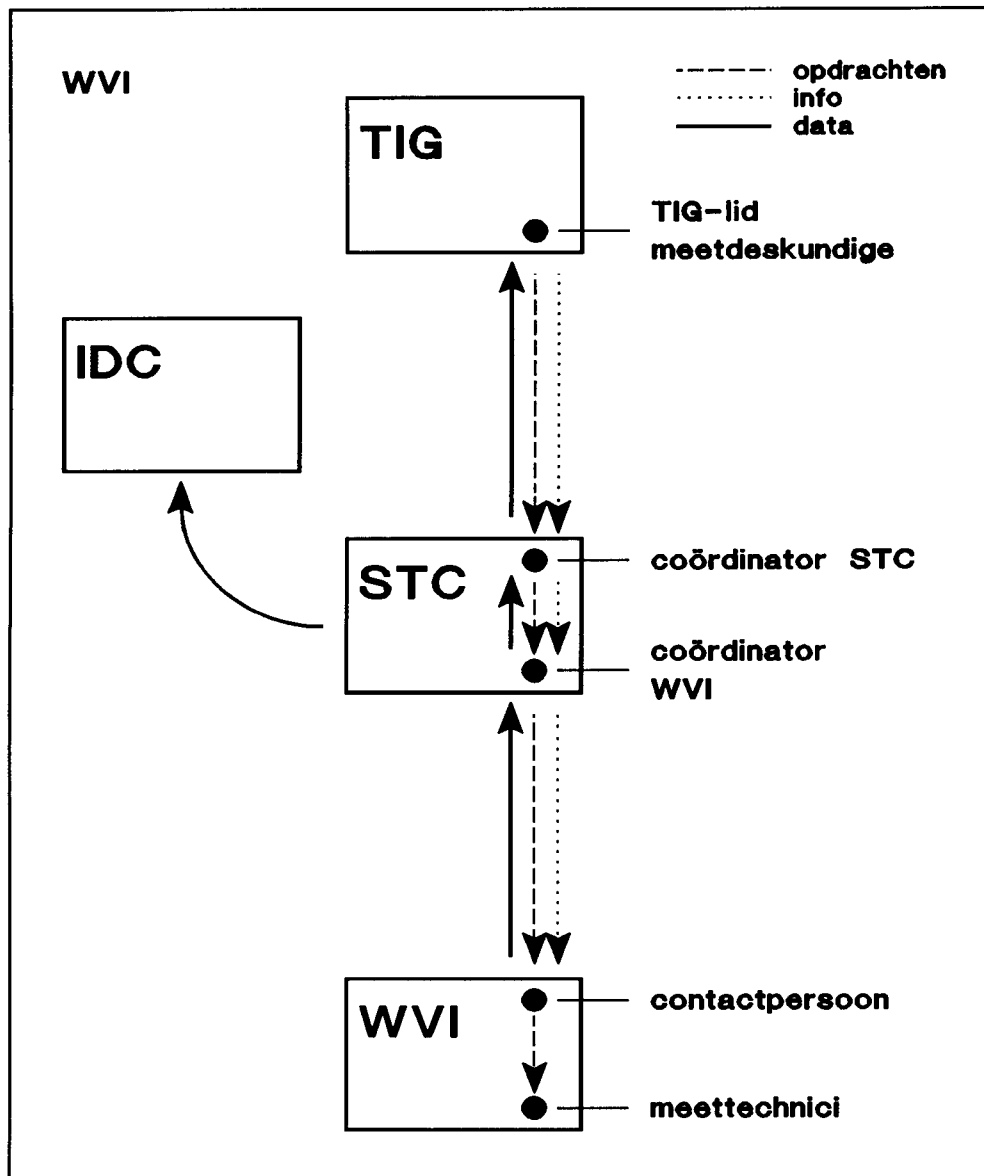 WVI
opdrachten
info
data
TIG
TIG-lid
meetdeskundige
IDC
STC
coördinator STC
coördinator
WVI
WVI
contactpersoon
meettechnici